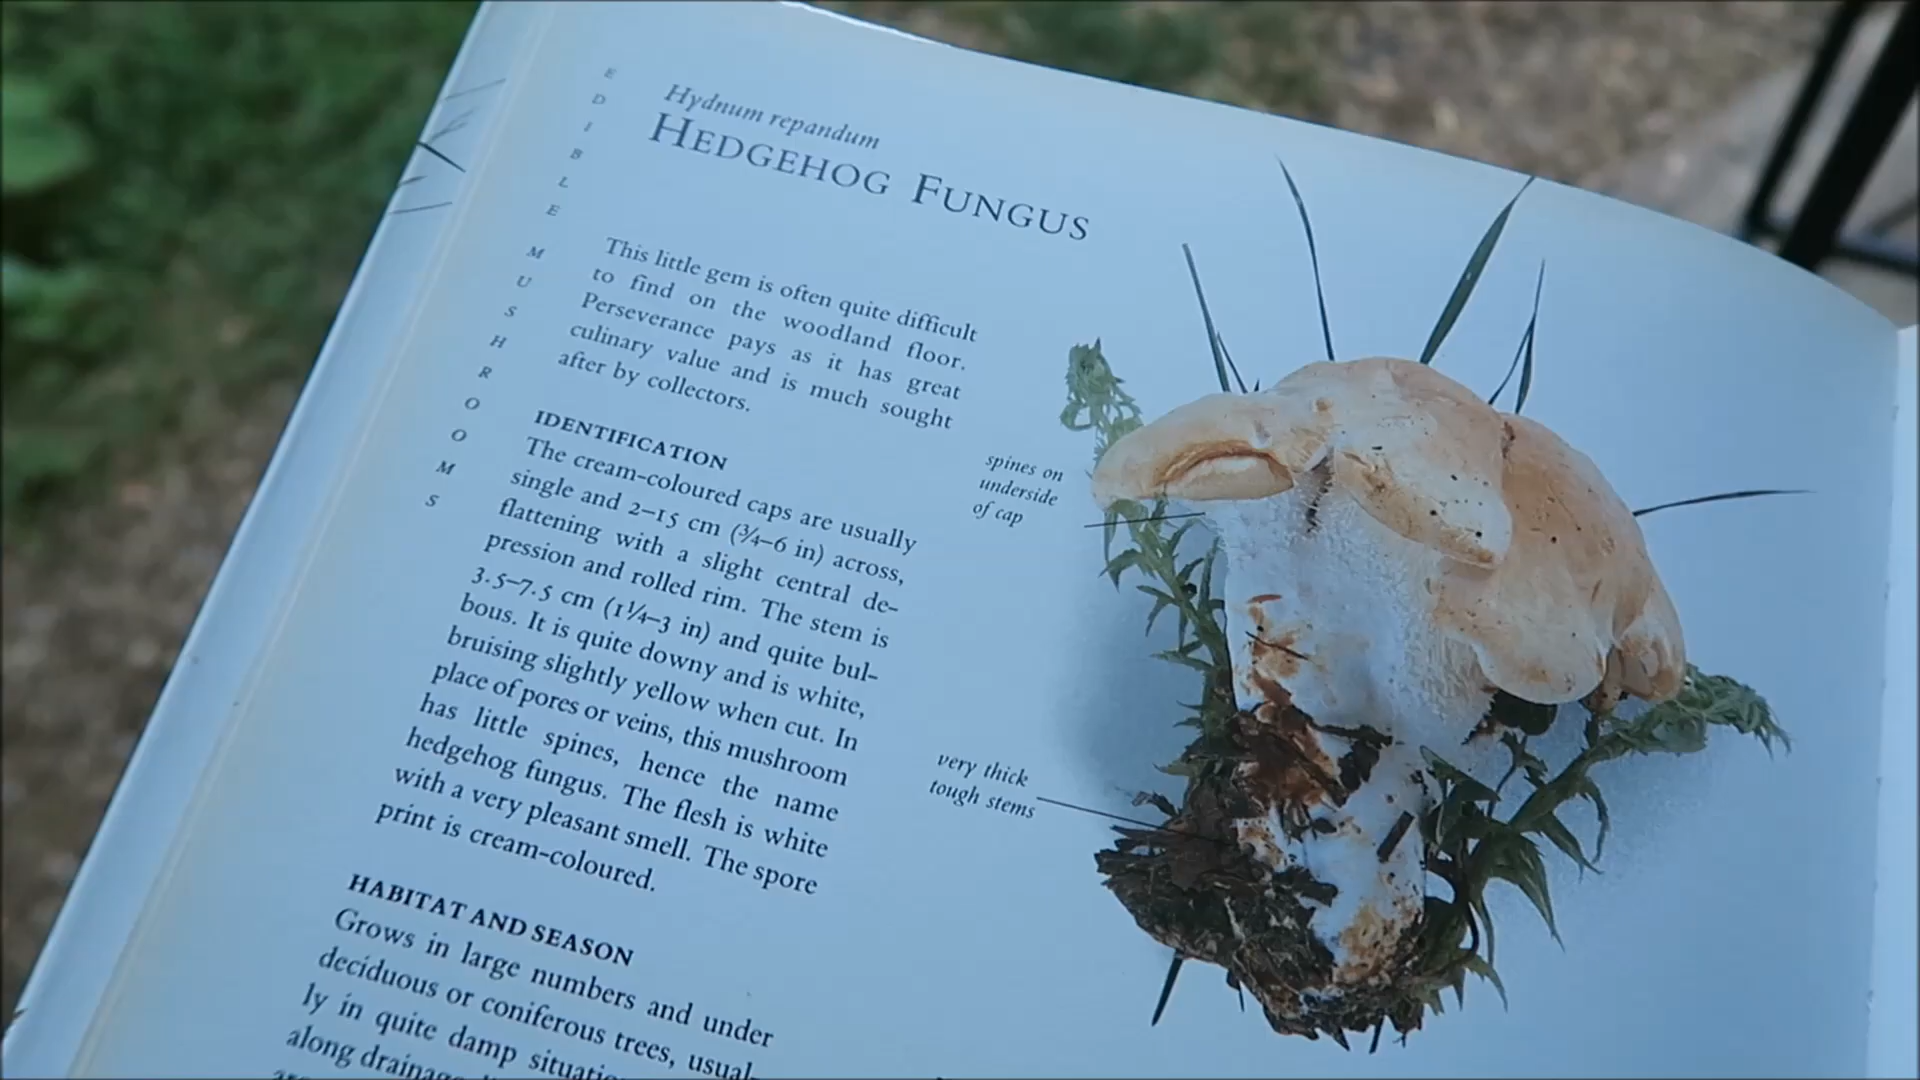 EDIBLE MUSHROOMS
Hydnum repandum
HEDGEHOG FUNGUS
This little gem is often quite difficult
to find on the woodland floor.
Perseverance pays as it has great
culinary value and is much sought
after by collectors.
IDENTIFICATION
The cream-coloured caps are usually
single and 2–15 cm (¾–6 in) across,
flattening with a slight central de-
pression and rolled rim. The stem is
3.5–7.5 cm (1¼–3 in) and quite bul-
bous. It is quite downy and is white,
bruising slightly yellow when cut. In
place of pores or veins, this mushroom
has little spines, hence the name
hedgehog fungus. The flesh is white
with a very pleasant smell. The spore
print is cream-coloured.
HABITAT AND SEASON
Grows in large numbers and under
deciduous or coniferous trees, usual-
ly in quite damp
along
spines on
underside
of cap
very thick
tough stems